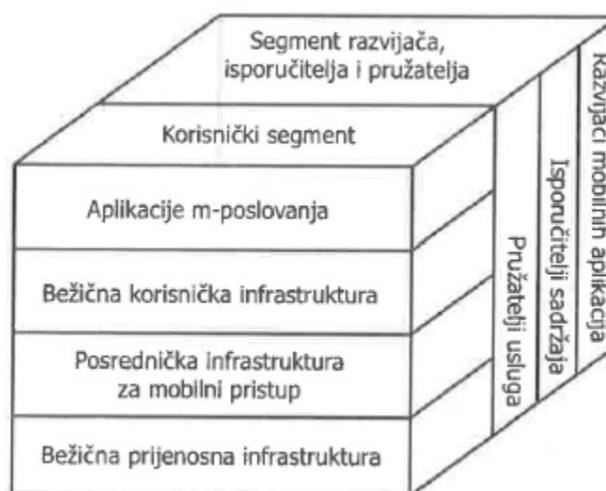 Segment razvijača,
isporučitelja i pružatelja
Korisnički segment
Aplikacije m-poslovanja
Bežična korisnička infrastruktura
Posrednička infrastruktura
za mobilni pristup
Bežična prijenosna infrastruktura
Pružatelji usluga
Isporučitelji sadržaja
Razvijači mobilnih aplikacija